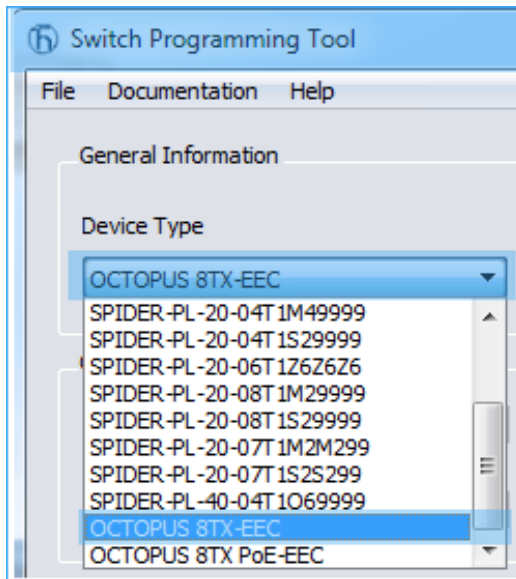 Switch Programming Tool
File Documentation Help
General Information
Device Type
OCTOPUS 8TX-EEC
SPIDER-PL-20-04T1M49999
SPIDER-PL-20-04T1S29999
SPIDER-PL-20-06T1Z6Z6Z6
SPIDER-PL-20-08T1M29999
SPIDER-PL-20-08T1S29999
SPIDER-PL-20-07T1M2M299
SPIDER-PL-20-07T1S2S299
SPIDER-PL-40-04T1O69999
OCTOPUS 8TX-EEC
OCTOPUS 8TX PoE-EEC